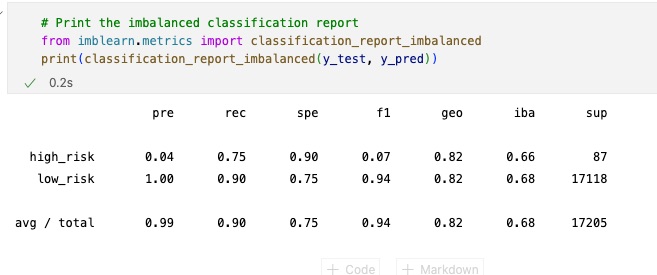 # Print the imbalanced classification report
from imblearn.metrics import classification_report_imbalanced
print(classification_report_imbalanced(y_test, y_pred))
0.2s
pre rec spe f1 geo iba sup
high_risk 0.04 0.75 0.90 0.07 0.82 0.66 87
low_risk 1.00 0.90 0.75 0.94 0.82 0.68 17118
avg / total 0.99 0.90 0.75 0.94 0.82 0.68 17205
+ Code + Markdown